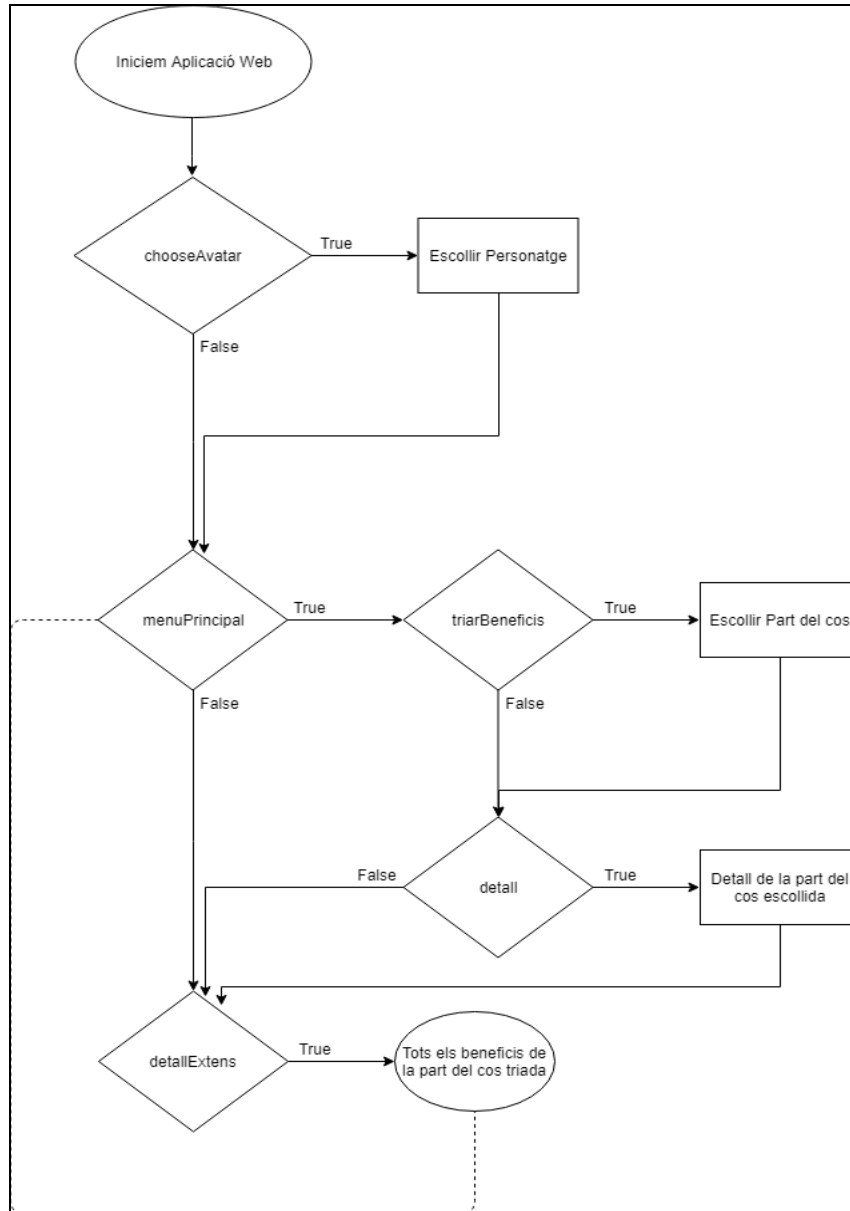 Iniciem Aplicació Web
chooseAvatar
True
Escollir Personatge
False
menuPrincipal
True
triarBeneficis
True
Escollir Part del cos
False
False
False
detall
True
Detall de la part del
cos escollida
detallExtens
True
Tots els beneficis de
la part del cos triada